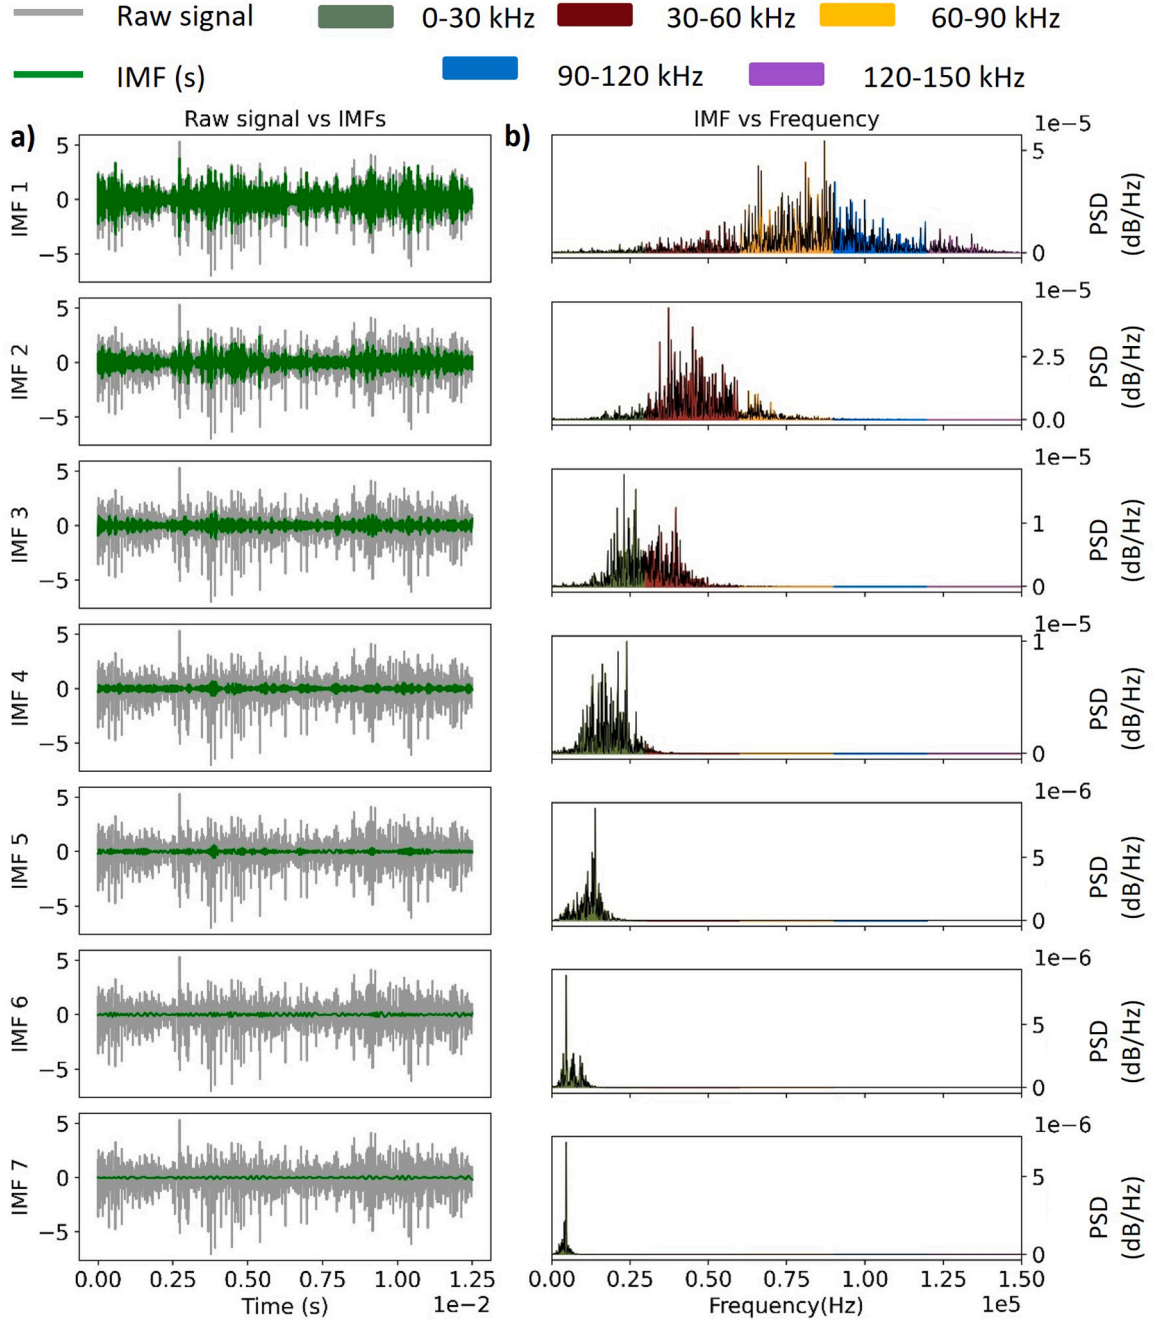 Raw signal 0-30 kHz 30-60 kHz 60-90 kHz
IMF (s) 90-120 kHz 120-150 kHz
a) Raw signal vs IMFs
5
0
−5
IMF 1
5
0
−5
IMF 2
5
0
−5
IMF 3
5
0
−5
IMF 4
5
0
−5
IMF 5
5
0
−5
IMF 6
5
0
−5
IMF 7
0.00 0.25 0.50 0.75 1.00 1.25
Time (s) 1e−2
b) IMF vs Frequency
1e−5
5
0
PSD
(dB/Hz)
1e−5
2.5
0.0
PSD
(dB/Hz)
1e−5
1
0
PSD
(dB/Hz)
1e−5
1
0
PSD
(dB/Hz)
1e−6
5
0
PSD
(dB/Hz)
1e−6
5
0
PSD
(dB/Hz)
1e−6
5
0
PSD
(dB/Hz)
0.00 0.25 0.50 0.75 1.00 1.25 1.50
Frequency(Hz) 1e5